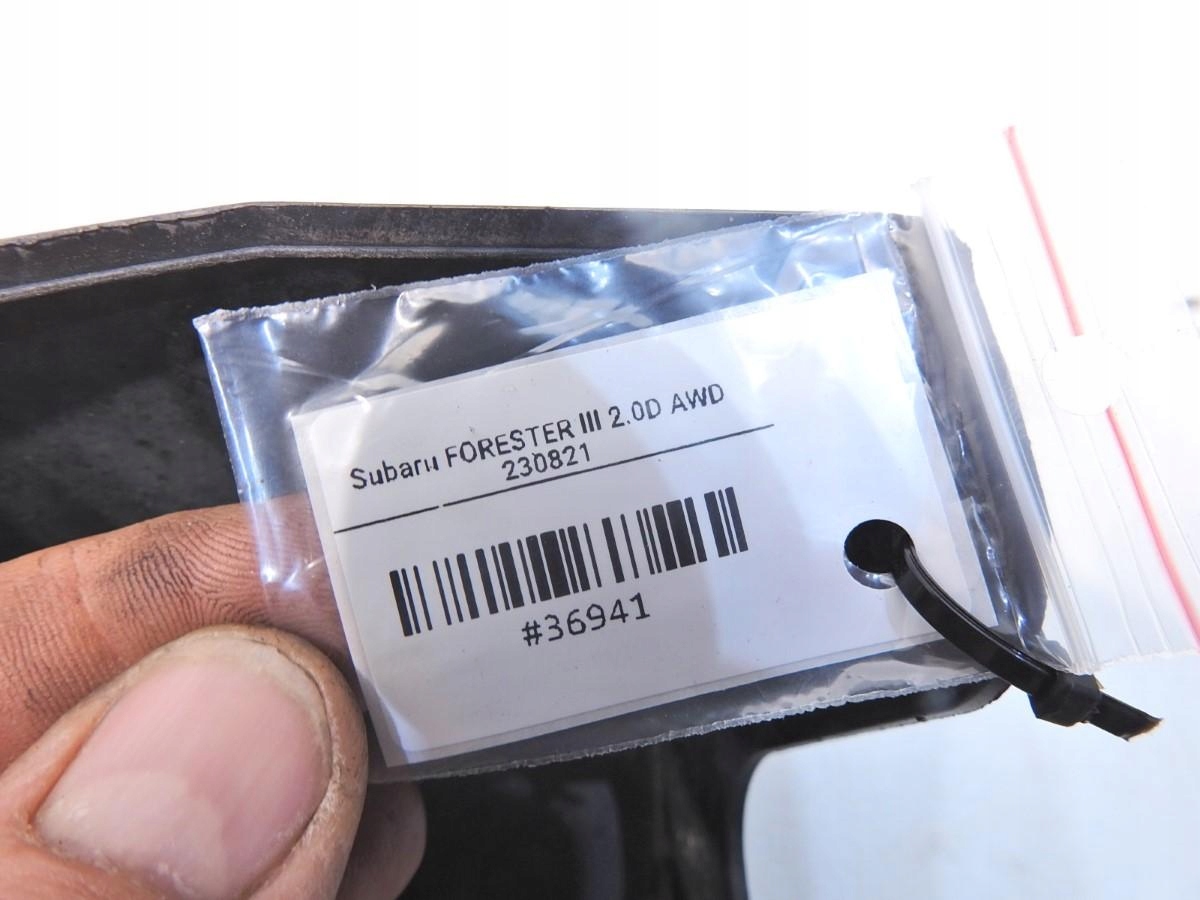 Subaru FORESTER III 2.0D AWD
230821
#36941